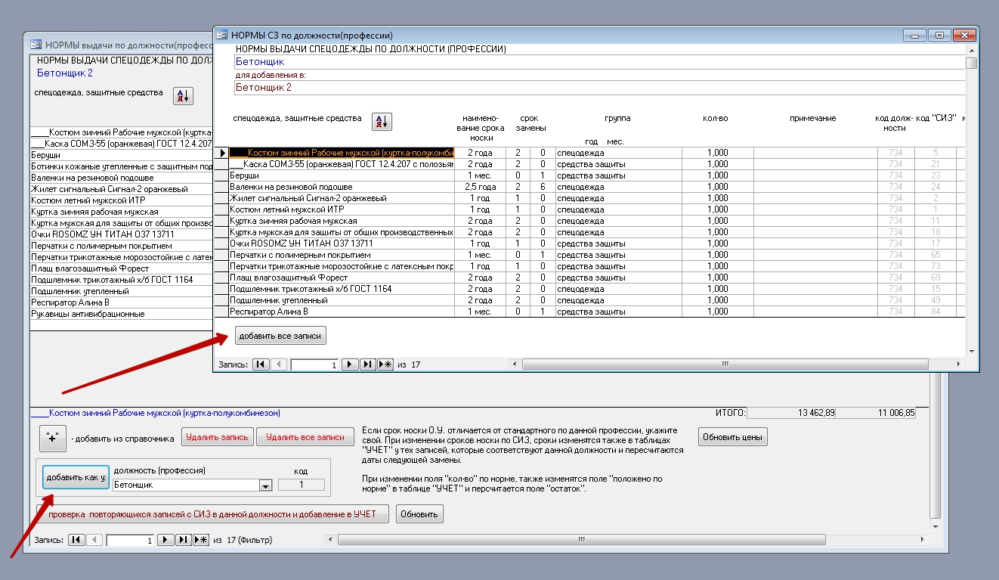 НОРМЫ выдачи по должности(професс
НОРМЫ ВЫДАЧИ СПЕЦОДЕЖДЫ ПО ДОЛЖ
Бетонщик 2
спецодежда, защитные средства
____Костюм зимний Рабочие мужской (куртка-
___Каска СОМЗ-55 (оранжевая) ГОСТ 12.4.207
Беруши
Ботинки кожаные утепленные с защитным под
Валенки на резиновой подошве
Жилет сигнальный Сигнал-2 оранжевый
Костюм летний мужской ИТР
Куртка зимняя рабочая мужская
Куртка мужская для защиты от общих произво
Очки ROSOMZ УН ТИТАН О37 13711
Перчатки с полимерным покрытием
Перчатки трикотажные морозостойкие с латек
Плащ влагозащитный Форест
Подшлемник трикотажный х/б ГОСТ 1164
Подшлемник утепленный
Респиратор Алина В
Рукавицы антивибрационные
НОРМЫ СЗ по должности(профессии)
НОРМЫ ВЫДАЧИ СПЕЦОДЕЖДЫ ПО ДОЛЖНОСТИ (ПРОФЕССИИ)
Бетонщик
для добавления в:
Бетонщик 2
спецодежда, защитные средства наимено- срок группа кол-во примечание код долж- код "СИЗ"
вание срока замены ности
носки год мес.
____Костюм зимний Рабочие мужской (куртка-полукомби 2 года 2 0 спецодежда 1,000 734 5
___Каска СОМЗ-55 (оранжевая) ГОСТ 12.4.207 с полозья 2 года 2 0 средства защиты 1,000 734 21
Беруши 1 мес. 0 1 средства защиты 1,000 734 23
Валенки на резиновой подошве 2,5 года 2 6 спецодежда 1,000 734 24
Жилет сигнальный Сигнал-2 оранжевый 1 год 1 0 спецодежда 1,000 734 2
Костюм летний мужской ИТР 1 год 1 0 спецодежда 1,000 734 1
Куртка зимняя рабочая мужская 2 года 2 0 спецодежда 1,000 734 11
Куртка мужская для защиты от общих производственных 2 года 2 0 спецодежда 1,000 734 18
Очки ROSOMZ УН ТИТАН О37 13711 1 год 1 0 средства защиты 1,000 734 17
Перчатки с полимерным покрытием 1 мес. 0 1 средства защиты 1,000 734 65
Перчатки трикотажные морозостойкие с латексным покр 1 год 1 0 средства защиты 1,000 734 73
Плащ влагозащитный Форест 2 года 2 0 средства защиты 1,000 734 69
Подшлемник трикотажный х/б ГОСТ 1164 2 года 2 0 спецодежда 1,000 734 15
Подшлемник утепленный 2 года 2 0 спецодежда 1,000 734 49
Респиратор Алина В 1 мес. 0 1 средства защиты 1,000 734 84
добавить все записи
Запись: 1 из 17
____Костюм зимний Рабочие мужской (куртка-полукомбинезон) ИТОГО: 13 462,89 11 006,85
"+" - добавить из справочника Удалить запись Удалить все записи
Если срок носки О.У. отличается от стандартного по данной профессии, укажите
свой. При изменении сроков носки по СИЗ, сроки изменятся также в таблицах
"УЧЕТ" у тех записей, которые соответствуют данной должности и пересчитаются
даты следующей замены.
При изменении поля "кол-во" по норме, также изменятся поле "положено по
норме" в таблице "УЧЕТ" и персчитается поле "остаток".
Обновить цены
добавить как у: должность (профессия) код
Бетонщик 1
проверка повторяющихся записей с СИЗ в данной должности и добавление в УЧЕТ Обновить
Запись: 1 из 17 (Фильтр)